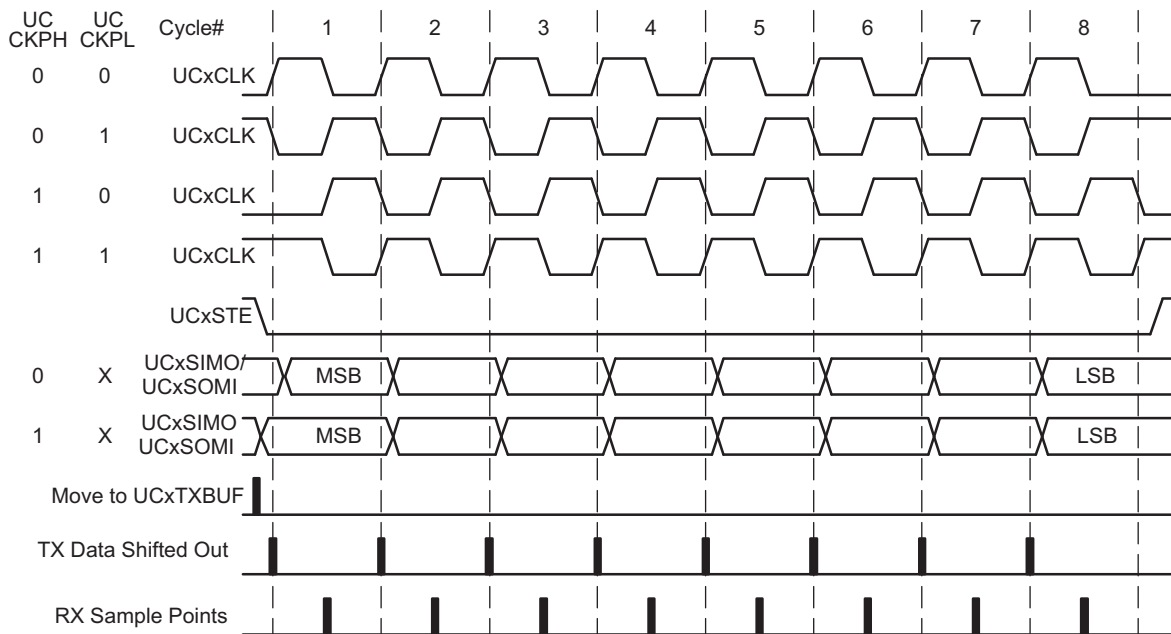 UC CKPH UC CKPL Cycle# 1 2 3 4 5 6 7 8
0 0 UCxCLK
0 1 UCxCLK
1 0 UCxCLK
1 1 UCxCLK
UCxSTE
0 X UCxSIMO/ UCxSOMI MSB LSB
1 X UCxSIMO UCxSOMI MSB LSB
Move to UCxTXBUF
TX Data Shifted Out
RX Sample Points